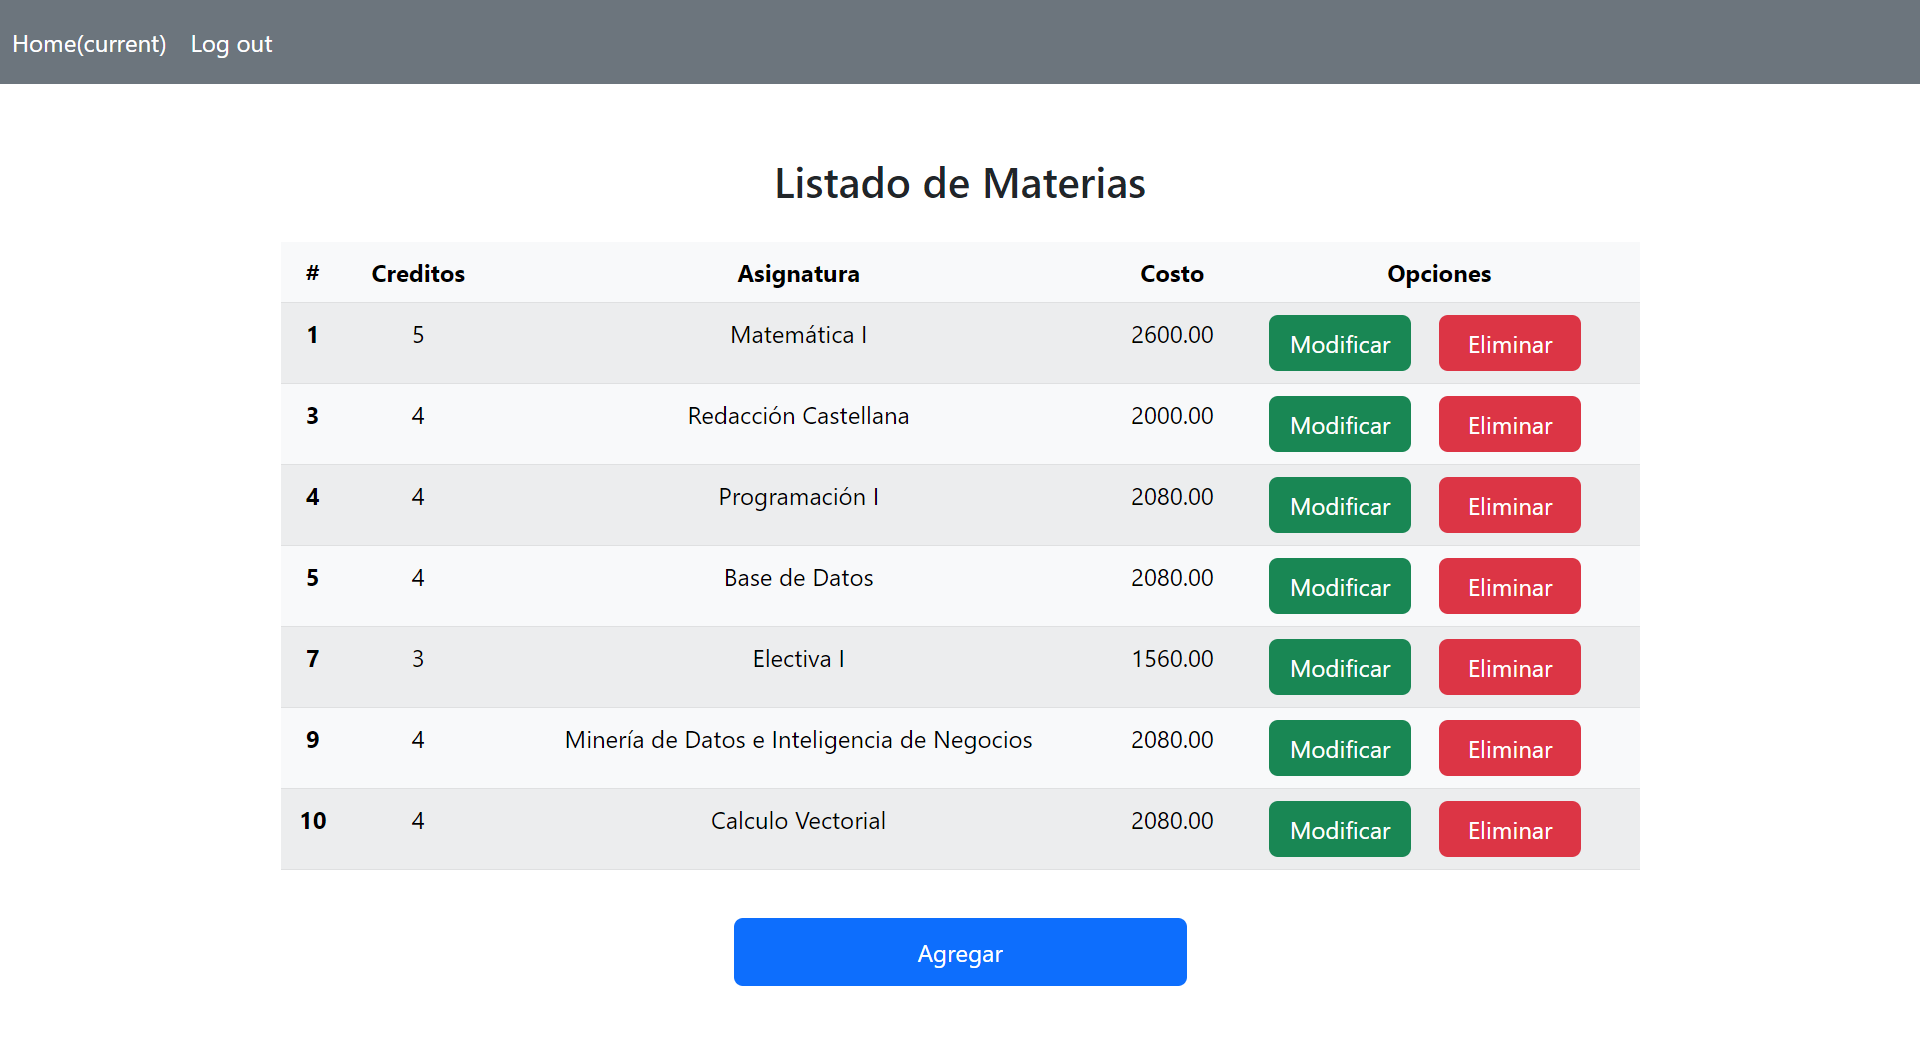 Home(current) Log out
Listado de Materias
# Creditos Asignatura Costo Opciones
1 5 Matemática I 2600.00 Modificar Eliminar
3 4 Redacción Castellana 2000.00 Modificar Eliminar
4 4 Programación I 2080.00 Modificar Eliminar
5 4 Base de Datos 2080.00 Modificar Eliminar
7 3 Electiva I 1560.00 Modificar Eliminar
9 4 Minería de Datos e Inteligencia de Negocios 2080.00 Modificar Eliminar
10 4 Calculo Vectorial 2080.00 Modificar Eliminar
Agregar